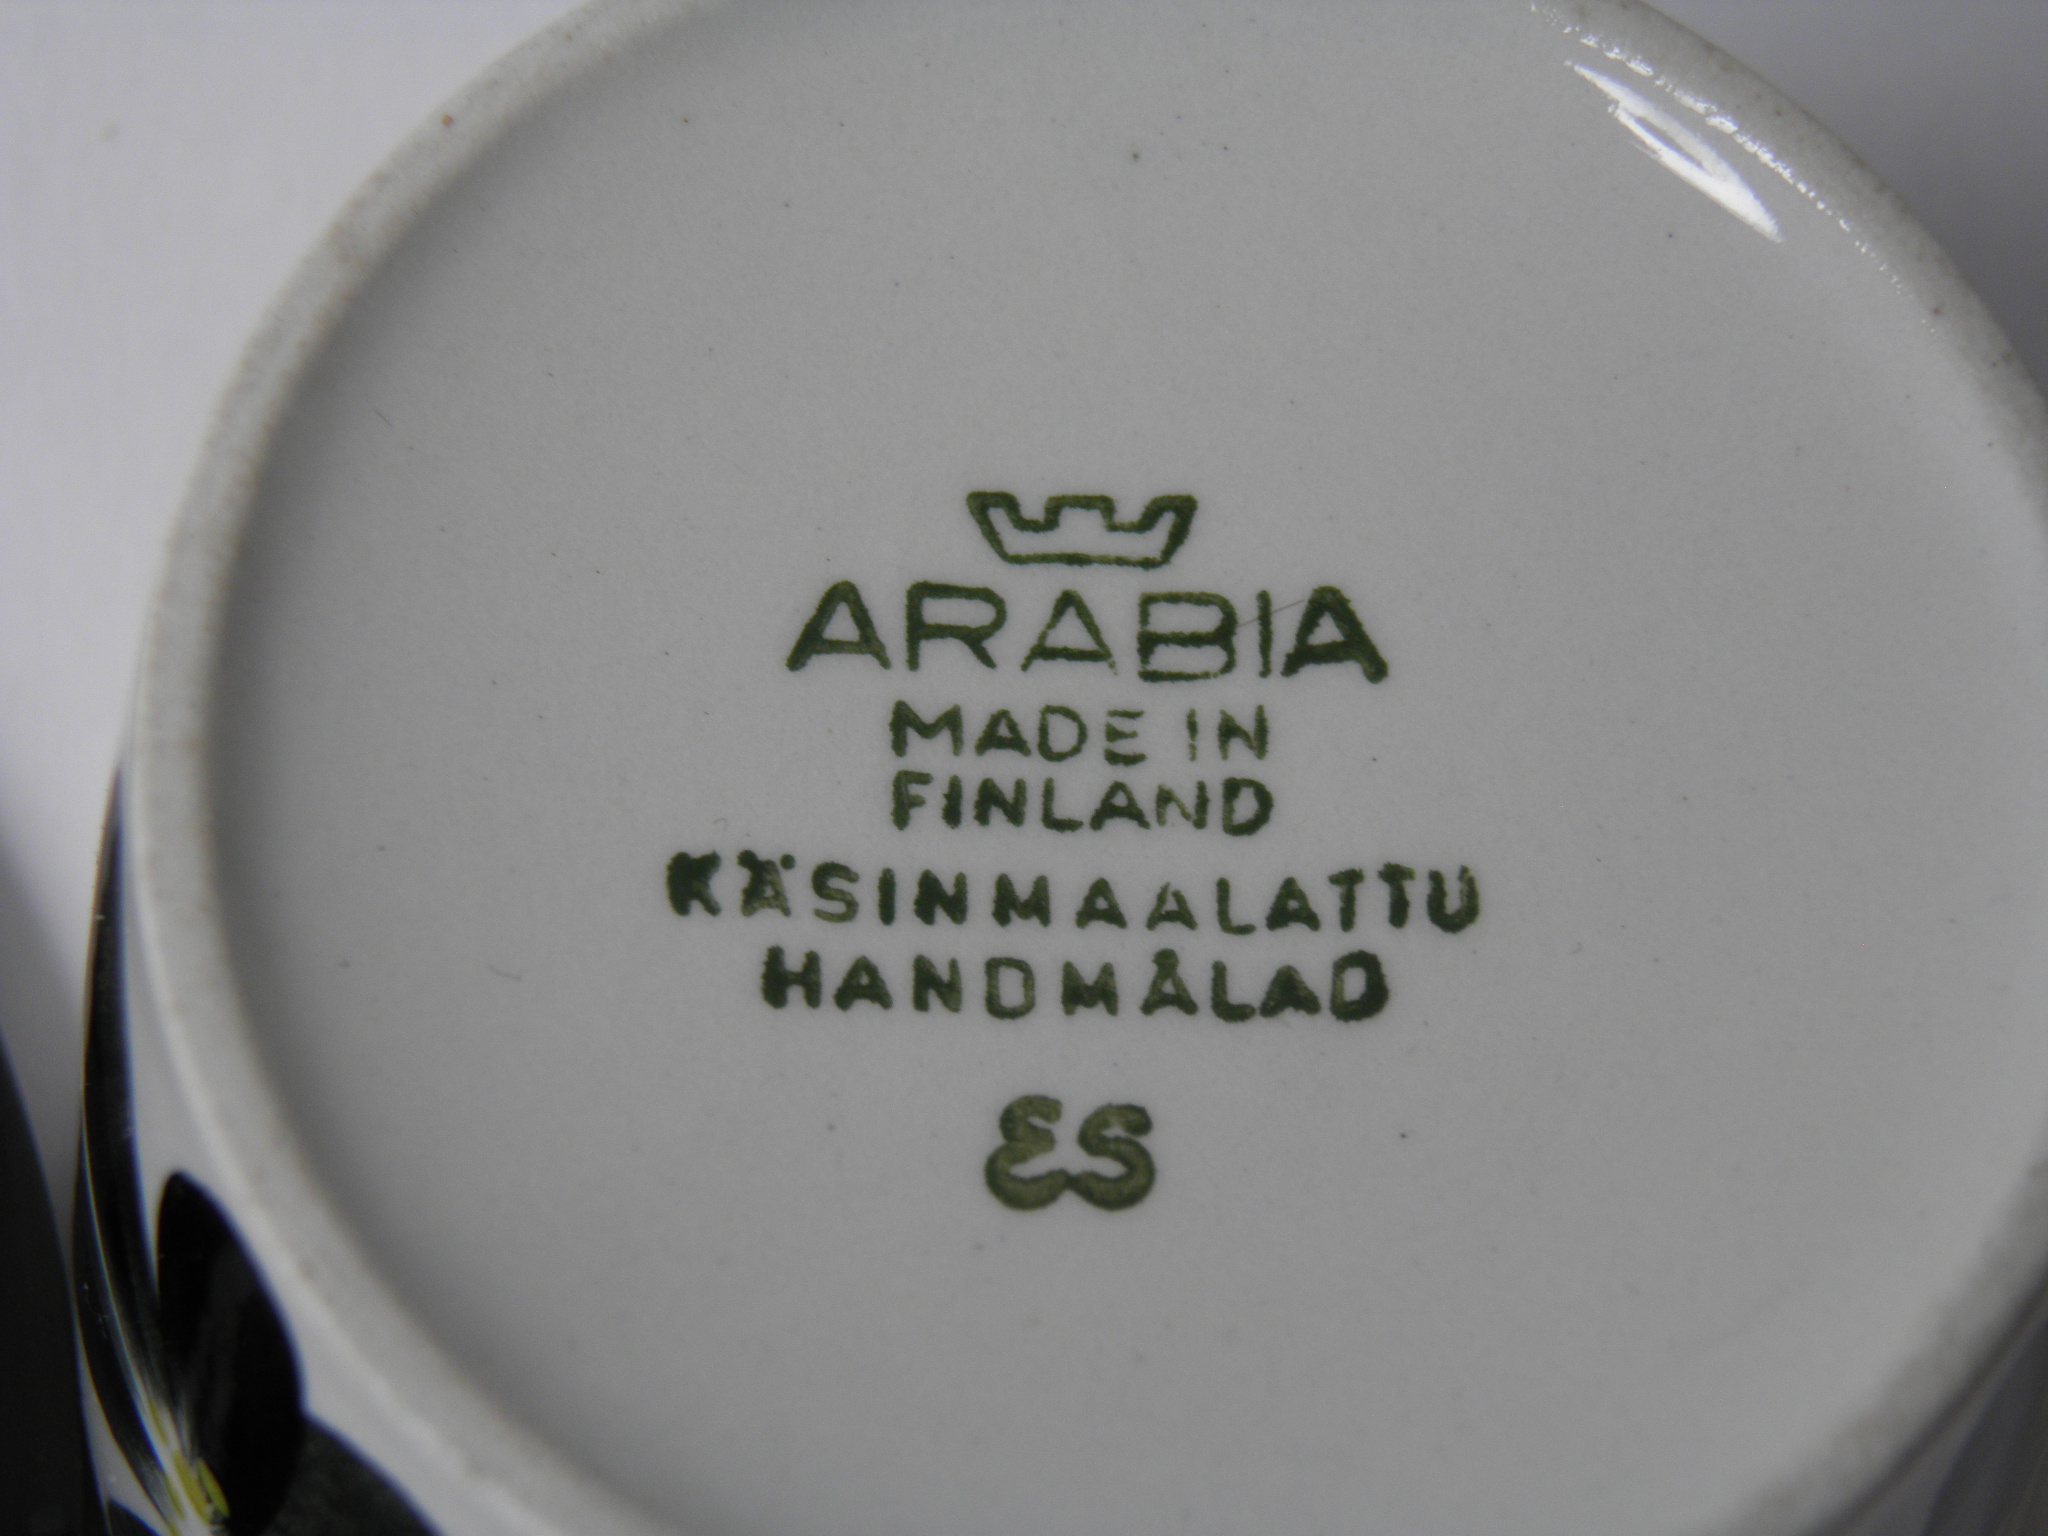 ARABIA
MADE IN
FINLAND
KÄSINMAALATTU
HANDMÅLAD
ES